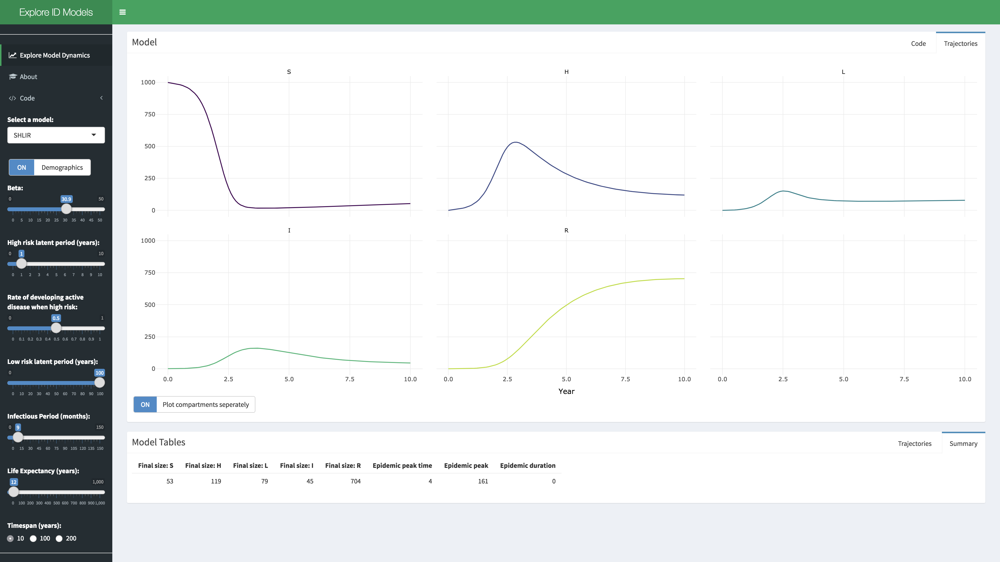 Explore ID Models
Explore Model Dynamics
About
Code
Select a model:
SHLIR
ON Demographics
Beta:
0 30.9 50
0 5 10 15 20 25 30 35 40 45 50
High risk latent period (years):
0 1 10
0 1 2 3 4 5 6 7 8 9 10
Rate of developing active
disease when high risk:
0 0.5 1
0 0.1 0.2 0.3 0.4 0.5 0.6 0.7 0.8 0.9 1
Low risk latent period (years):
0 100
0 10 20 30 40 50 60 70 80 90 100
Infectious Period (months):
0 9 150
0 15 30 45 60 75 90 105 120 135 150
Life Expectancy (years):
12 1,000
0 100 200 300 400 500 600 700 800 900 1,000
Timespan (years):
10 100 200
Model
Code Trajectories
S H L
1000
750
500
250
0
I R
1000
750
500
250
0
0.0 2.5 5.0 7.5 10.0 0.0 2.5 5.0 7.5 10.0 0.0 2.5 5.0 7.5 10.0
Year
ON Plot compartments seperately
Model Tables
Trajectories Summary
Final size: S Final size: H Final size: L Final size: I Final size: R Epidemic peak time Epidemic peak Epidemic duration
53 119 79 45 704 4 161 0